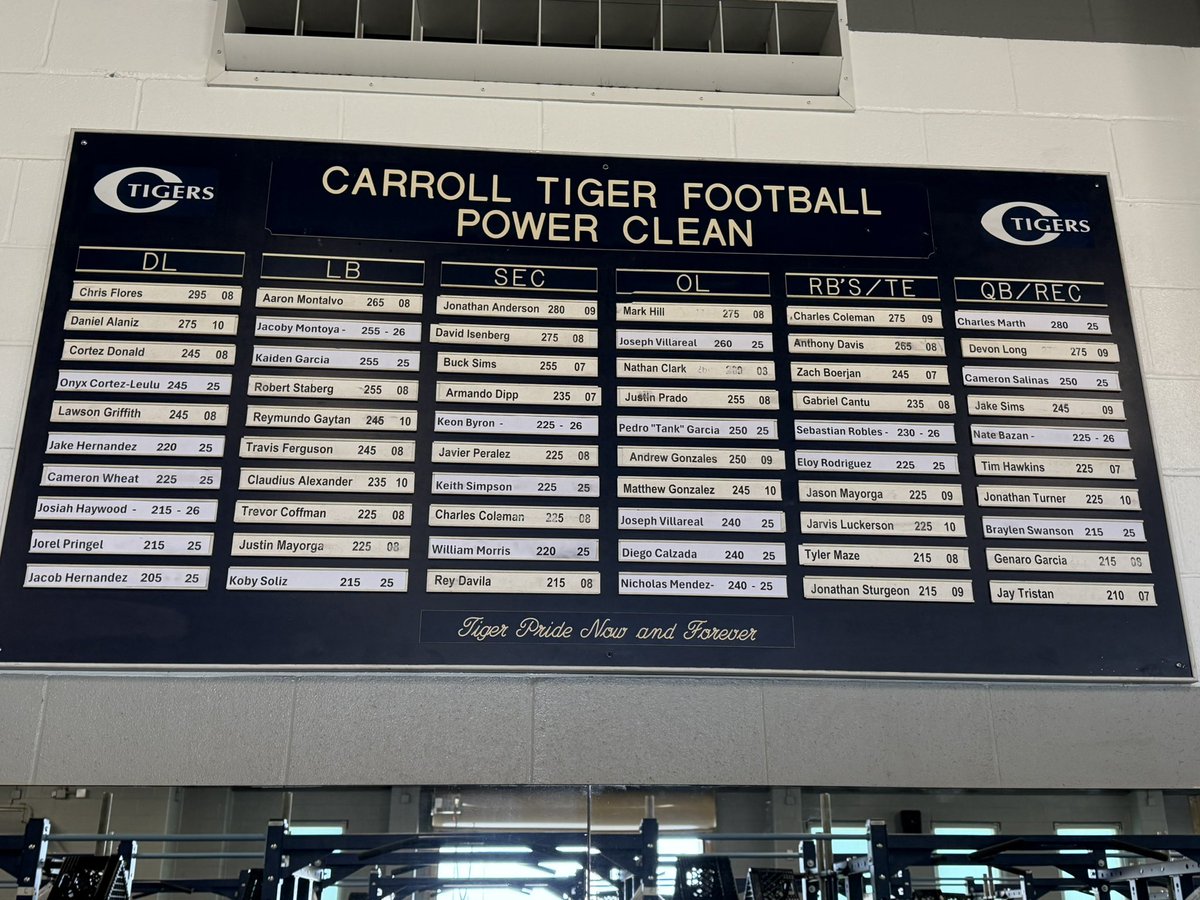 TIGERS
CARROLL TIGER FOOTBALL
POWER CLEAN
TIGERS
DL
Chris Flores 295 08
Daniel Alaniz 275 10
Cortez Donald 245 08
Onyx Cortez-Leulu 245 25
Lawson Griffith 245 08
Jake Hernandez 220 25
Cameron Wheat 225 25
Josiah Haywood - 215 - 26
Jorel Pringel 215 25
Jacob Hernandez 205 25
LB
Aaron Montalvo 265 08
Jacoby Montoya - 255 - 26
Kaiden Garcia 255 25
Robert Staberg 255 08
Reymundo Gaytan 245 10
Travis Ferguson 245 08
Claudius Alexander 235 10
Trevor Coffman 225 08
Justin Mayorga 225 08
Koby Soliz 215 25
SEC
Jonathan Anderson 280 09
David Isenberg 275 08
Buck Sims 255 07
Armando Dipp 235 07
Keon Byron - 225 - 26
Javier Peralez 225 08
Keith Simpson 225 25
Charles Coleman 225 08
William Morris 220 25
Rey Davila 215 08
OL
Mark Hill 275 08
Joseph Villareal 260 25
Nathan Clark 08
Justin Prado 255 08
Pedro "Tank" Garcia 250 25
Andrew Gonzales 250 09
Matthew Gonzalez 245 10
Joseph Villareal 240 25
Diego Calzada 240 25
Nicholas Mendez- 240 - 25
RB'S/TE
Charles Coleman 275 09
Anthony Davis 265 08
Zach Boerjan 245 07
Gabriel Cantu 235 08
Sebastian Robles - 230 - 26
Eloy Rodriguez 225 25
Jason Mayorga 225 09
Jarvis Luckerson 225 10
Tyler Maze 215 08
Jonathan Sturgeon 215 09
QB/REC
Charles Marth 280 25
Devon Long 275 09
Cameron Salinas 250 25
Jake Sims 245 09
Nate Bazan - 225 - 26
Tim Hawkins 225 07
Jonathan Turner 225 10
Braylen Swanson 215 25
Genaro Garcia 215 08
Jay Tristan 210 07
Tiger Pride Now and Forever